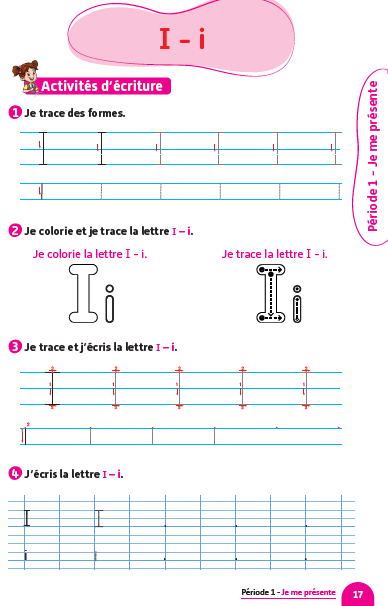 I - i
Activités d'écriture
1 Je trace des formes.
Période 1 - Je me présente
2 Je colorie et je trace la lettre I – i.
Je colorie la lettre I - i.
Je trace la lettre I - i.
I i
I i
3 Je trace et j'écris la lettre I – i.
4 J'écris la lettre I – i.
I I
i i
Période 1 - Je me présente
17